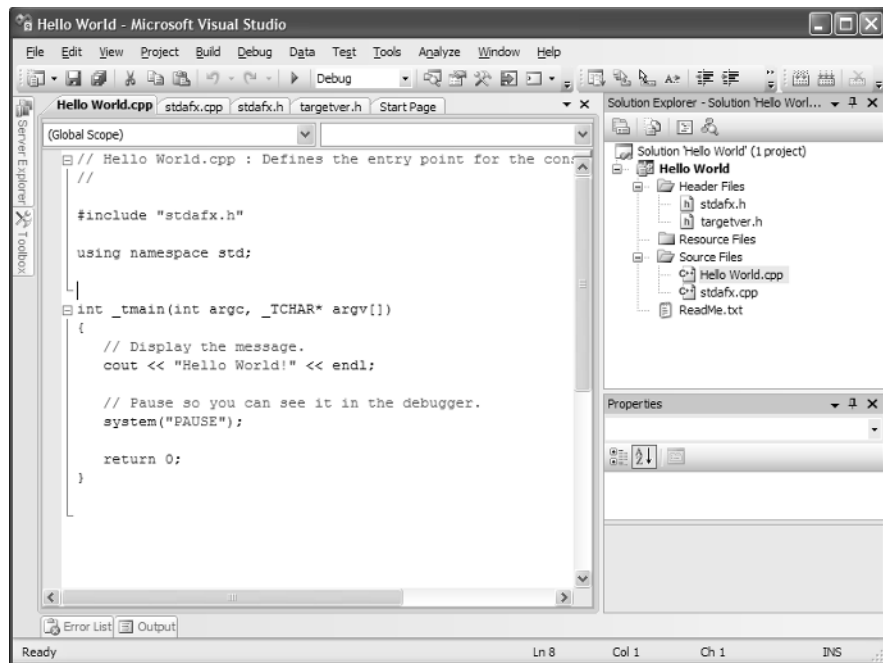 Hello World - Microsoft Visual Studio
File Edit View Project Build Debug Data Test Tools Analyze Window Help
Debug
Server Explorer
Toolbox
Hello World.cpp stdafx.cpp stdafx.h targetver.h Start Page
(Global Scope)
// Hello World.cpp : Defines the entry point for the con
//
#include "stdafx.h"
using namespace std;
int _tmain(int argc, _TCHAR* argv[])
{
// Display the message.
cout << "Hello World!" << endl;
// Pause so you can see it in the debugger.
system("PAUSE");
return 0;
}
Error List Output
Solution Explorer - Solution 'Hello Worl...
Solution 'Hello World' (1 project)
Hello World
Header Files
stdafx.h
targetver.h
Resource Files
Source Files
Hello World.cpp
stdafx.cpp
ReadMe.txt
Properties
Ready Ln 8 Col 1 Ch 1 INS